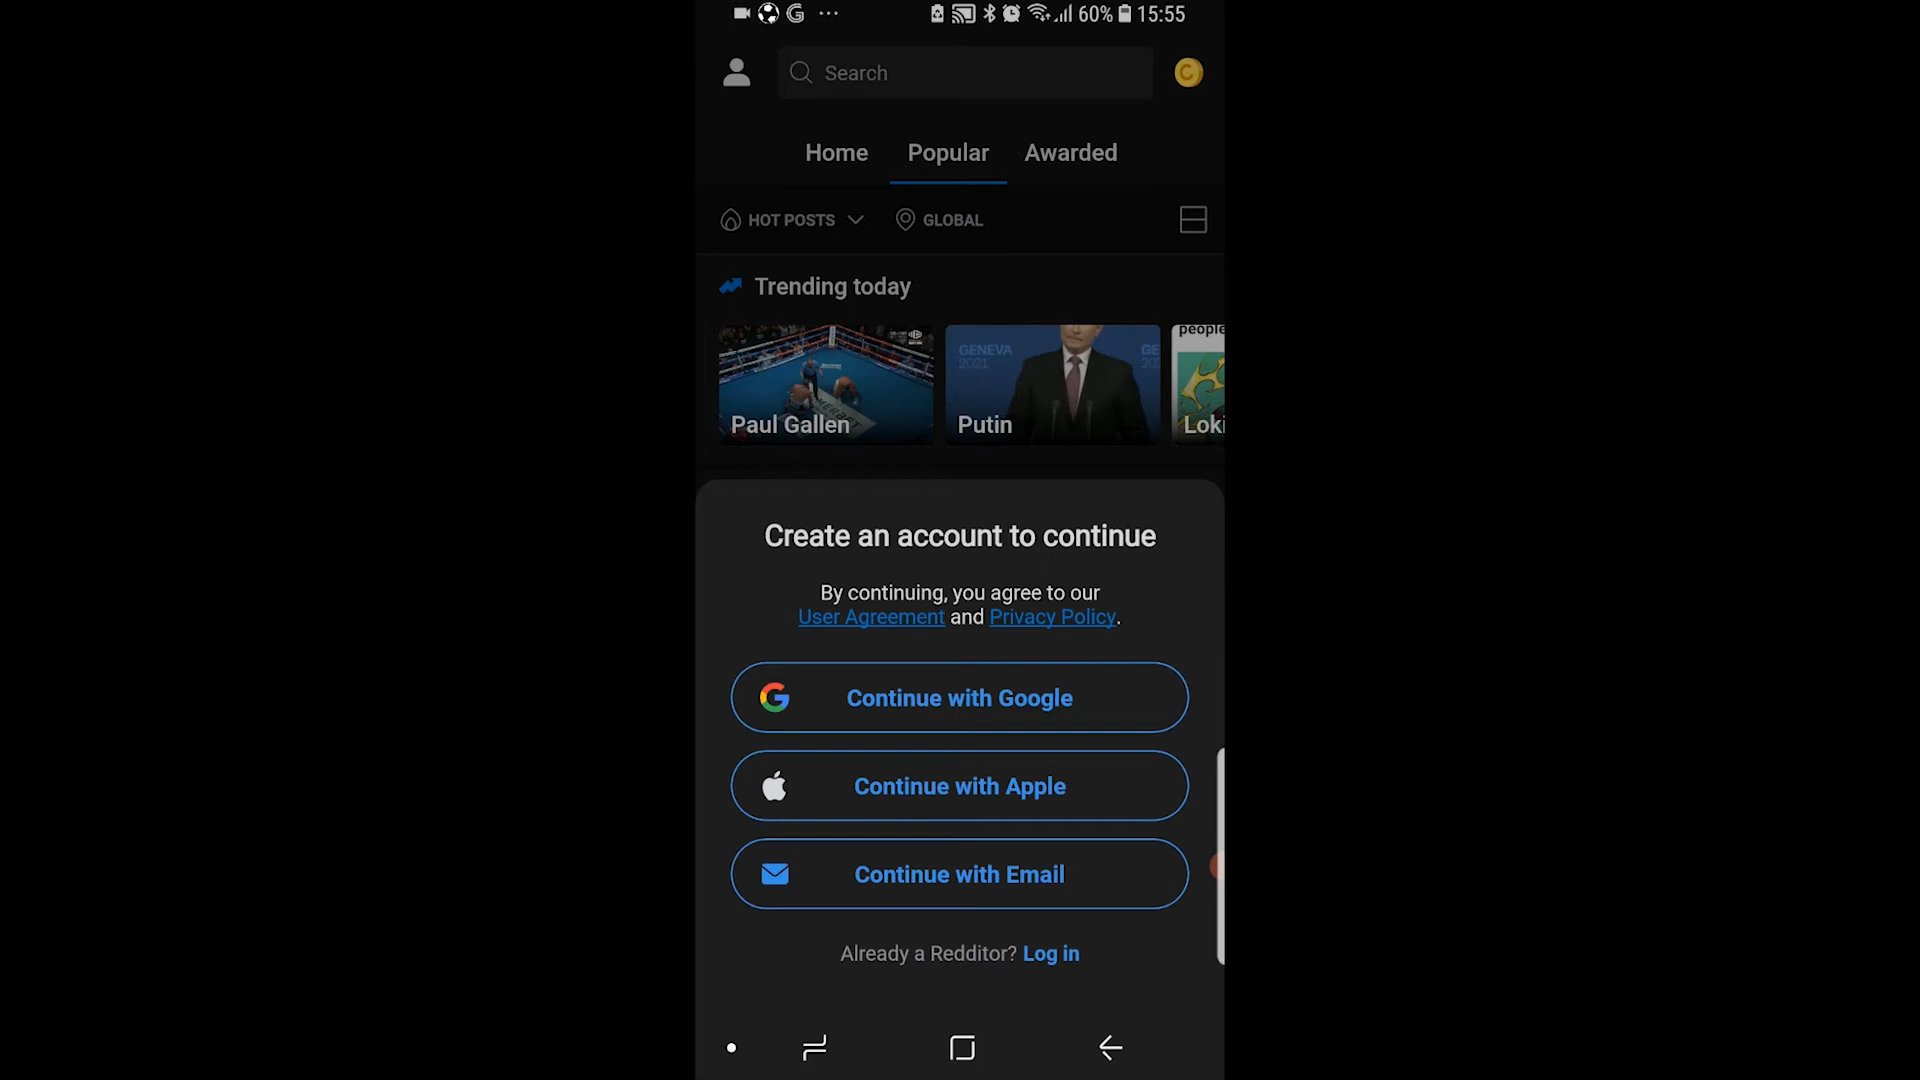 60% 15:55
Search
Home Popular Awarded
HOT POSTS GLOBAL
Trending today
GENEVA
2021
GE
people
Paul Gallen Putin Loki
Create an account to continue
By continuing, you agree to our
User Agreement and Privacy Policy.
Continue with Google
Continue with Apple
Continue with Email
Already a Redditor? Log in